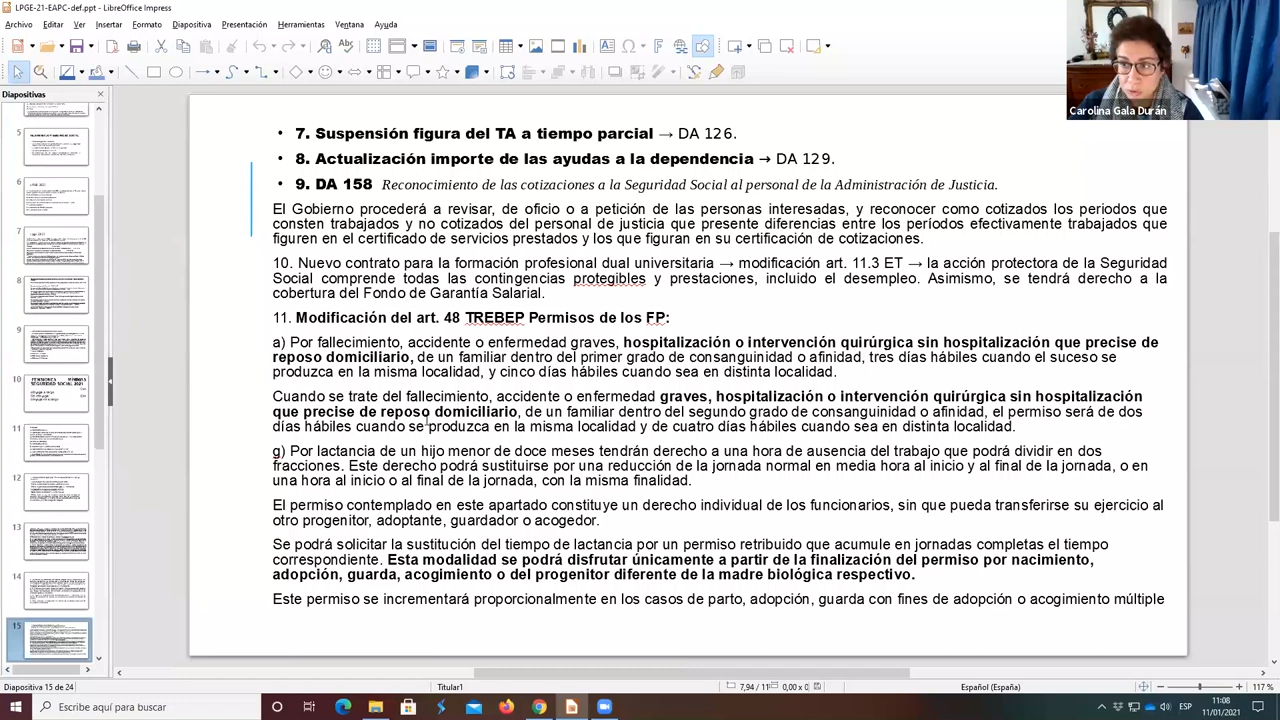 LPGE-21-EAPC-def.ppt - LibreOffice Impress
Archivo Editar Ver Insertar Formato Diapositiva Presentación Herramientas Ventana Ayuda
Carolina Gala Durán
Diapositivas
• 7. Suspensión figura del TA a tiempo parcial → DA 126.
• 8. Actualización importe de las ayudas a la dependencia → DA 129.
• 9. DA 158 Reconocimiento de las cotizaciones a la Seguridad Social del personal de la Administración de Justicia.
El Gobierno procederá a revisar, de oficio o a petición de las personas interesadas, y reconocer como cotizados los periodos que
consten trabajados y no cotizados del personal de justicia que presente diferencias entre los períodos efectivamente trabajados que
figuren en el certificado de servicios prestados y los que figuran en su certificación de cotizaciones.
10. Nuevo contrato para la formación profesional dual universitaria → modificación art. 11.3 ET → la acción protectora de la Seguridad
Social comprende todas las contingencias protegibles y prestaciones, incluido el desempleo. Asimismo, se tendrá derecho a la
cobertura del Fondo de Garantía Salarial.
11. Modificación del art. 48 TREBEP Permisos de los FP:
a) Por fallecimiento, accidente o enfermedad graves, hospitalización o intervención quirúrgica sin hospitalización que precise de
reposo domiciliario, de un familiar dentro del primer grado de consanguinidad o afinidad, tres días hábiles cuando el suceso se
produzca en la misma localidad, y cinco días hábiles cuando sea en distinta localidad.
Cuando se trate del fallecimiento, accidente o enfermedad graves, hospitalización o intervención quirúrgica sin hospitalización
que precise de reposo domiciliario, de un familiar dentro del segundo grado de consanguinidad o afinidad, el permiso será de dos
días hábiles cuando se produzca en la misma localidad y de cuatro días hábiles cuando sea en distinta localidad.
g) Por lactancia de un hijo menor de doce meses tendrán derecho a una hora de ausencia del trabajo que podrá dividir en dos
fracciones. Este derecho podrá sustituirse por una reducción de la jornada normal en media hora al inicio y al final de la jornada, o en
una hora al inicio o al final de la jornada, con la misma finalidad.
El permiso contemplado en este apartado constituye un derecho individual de los funcionarios, sin que pueda transferirse su ejercicio al
otro progenitor, adoptante, guardador o acogedor.
Se podrá solicitar la sustitución del tiempo de lactancia por un permiso retribuido que acumule en jornadas completas el tiempo
correspondiente. Esta modalidad se podrá disfrutar únicamente a partir de la finalización del permiso por nacimiento,
adopción, guarda, acogimiento o del progenitor diferente de la madre biológica respectivo.
Este permiso se incrementará proporcionalmente en los casos de parto, adopción, guarda con fines de adopción o acogimiento múltiple
5
6
7
8
9
10
11
12
13
14
15
Diapositiva 15 de 24
Titular1
Español (España)
117 %
Escribe aquí para buscar
ESP
11:08
11/01/2021